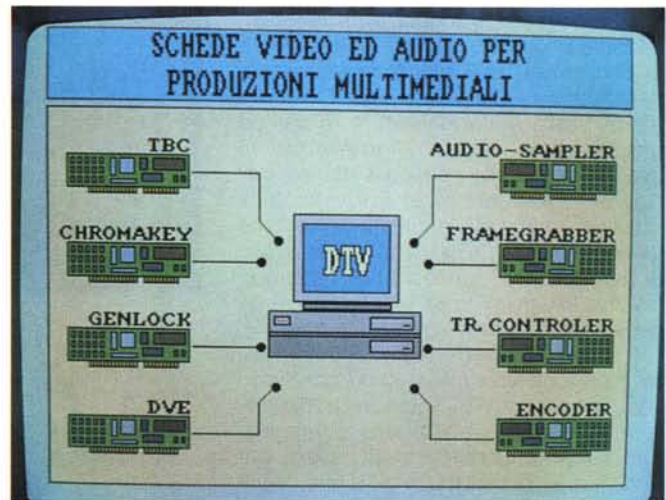 SCHEDE VIDEO ED AUDIO PER
PRODUZIONI MULTIMEDIALI
TBC
AUDIO-SAMPLER
CHROMAKEY
FRAMEGRABBER
DTV
GENLOCK
TR. CONTROLER
DVE
ENCODER